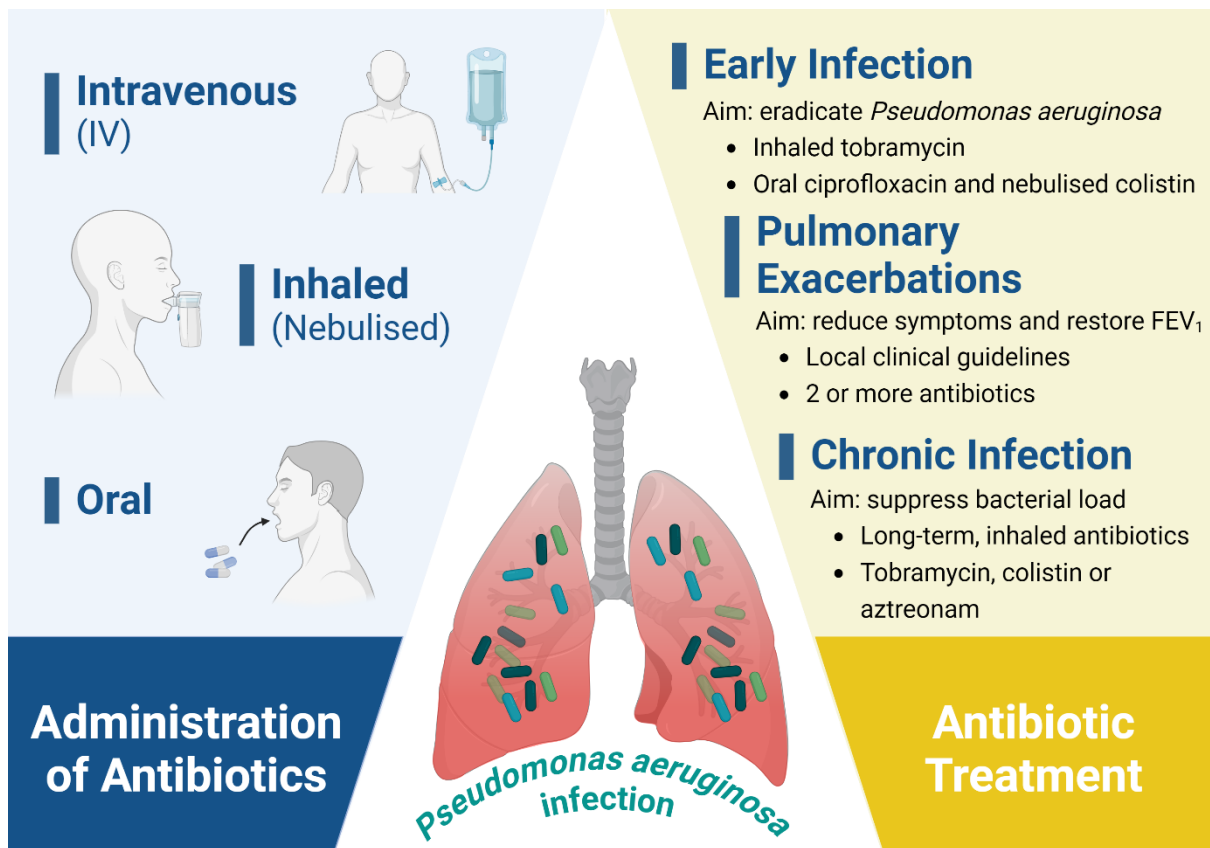 Intravenous
(IV)
Inhaled
(Nebulised)
Oral
Administration
of Antibiotics
Pseudomonas aeruginosa
infection
Early Infection
Aim: eradicate Pseudomonas aeruginosa
• Inhaled tobramycin
• Oral ciprofloxacin and nebulised colistin
Pulmonary
Exacerbations
Aim: reduce symptoms and restore FEV₁
• Local clinical guidelines
• 2 or more antibiotics
Chronic Infection
Aim: suppress bacterial load
• Long-term, inhaled antibiotics
• Tobramycin, colistin or
aztreonam
Antibiotic
Treatment